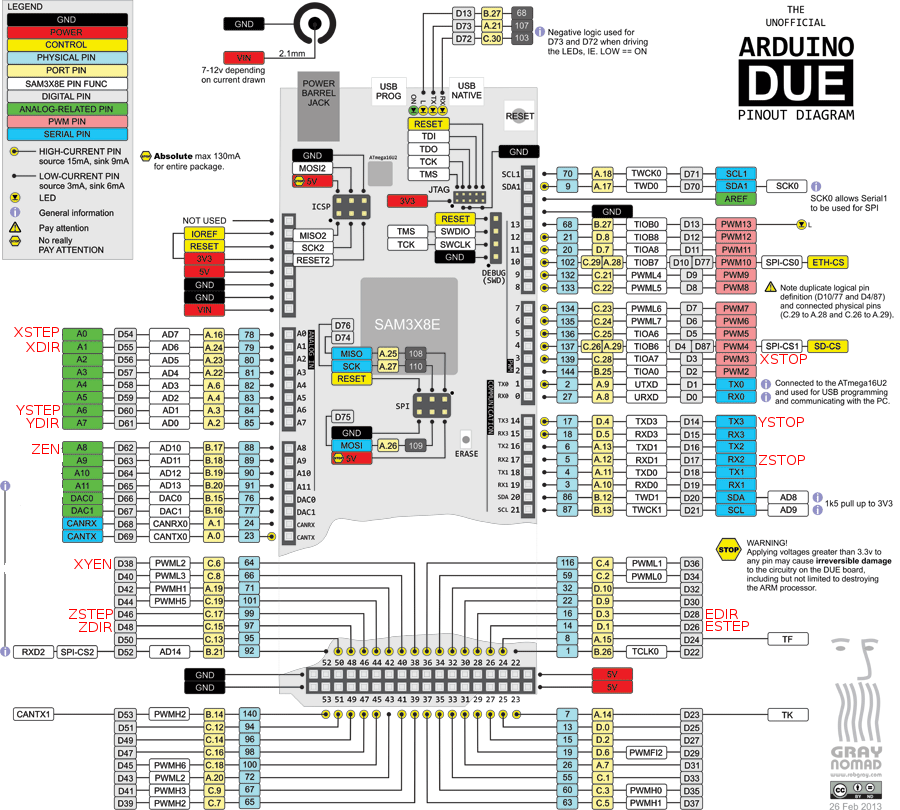 LEGEND
GND
POWER
CONTROL
PHYSICAL PIN
PORT PIN
SAM3X8E PIN FUNC
DIGITAL PIN
ANALOG-RELATED PIN
PWM PIN
SERIAL PIN
HIGH-CURRENT PIN
source 15mA, sink 9mA
LOW-CURRENT PIN
source 3mA, sink 6mA
LED
General information
Pay attention
No really
PAY ATTENTION
GND
VIN
2.1mm
7-12v depending
on current drawn
Absolute max 130mA
for entire package.
D13 B.27 68
D73 A.21 107
D72 C.30 103
Negative logic used for
D73 and D72 when driving
the LEDs, IE. LOW == ON
THE
UNOFFICIAL
ARDUINO
DUE
PINOUT DIAGRAM
POWER
BARREL
JACK
USB
PROG
USB
NATIVE
ON
L
TX
RX
RESET
RESET
TDI
TDO
TCK
TMS
JTAG
3V3
GND
ATmega16U2
GND
MOSI2
5V
ICSP
MISO2
SCK2
RESET2
RESET
TMS SWDIO
TCK SWCLK
GND
DEBUG
(SWD)
NOT USED
IOREF
RESET
3V3
5V
GND
GND
VIN
SAM3X8E
D76
D74
MISO A.25 108
SCK A.27 110
RESET
SPI
D75
GND
MOSI A.26 109
5V
ERASE
ANALOG IN
PWM
COMMUNICATION
XSTEP A0 D54 AD7 A.16 78 A0
XDIR A1 D55 AD6 A.24 79 A1
A2 D56 AD5 A.23 80 A2
A3 D57 AD4 A.22 81 A3
A4 D58 AD3 A.6 82 A4
A5 D59 AD2 A.4 83 A5
YSTEP A6 D60 AD1 A.3 84 A6
YDIR A7 D61 AD0 A.2 85 A7
ZEN A8 D62 AD10 B.17 88 A8
A9 D63 AD11 B.18 89 A9
A10 D64 AD12 B.19 90 A10
A11 D65 AD13 B.20 91 A11
DAC0 D66 DAC0 B.15 76 DAC0
DAC1 D67 DAC1 B.16 77 DAC1
CANRX D68 CANRX0 A.1 24 CANRX
CANTX D69 CANTX0 A.0 23 CANTX
SCL1 70 A.18 TWCK0 D71 SCL1
SDA1 9 A.17 TWD0 D70 SDA1 SCK0
AREF
SCK0 allows Serial1
to be used for SPI
GND
13 68 B.27 TIOB0 D13 PWM13 L
12 21 D.8 TIOB8 D12 PWM12
11 20 D.7 TIOA8 D11 PWM11
10 102 C.29 A.28 TIOB7 D10 D77 PWM10 SPI-CS0 ETH-CS
9 132 C.21 PWML4 D9 PWM9
8 133 C.22 PWML5 D8 PWM8
Note duplicate logical pin
definition (D10/77 and D4/87)
and connected physical pins
(C.29 to A.28 and C.26 to A.29).
7 134 C.23 PWML6 D7 PWM7
6 135 C.24 PWML7 D6 PWM6
5 136 C.25 TIOA6 D5 PWM5
4 137 C.26 A.29 TIOB6 D4 D87 PWM4 SPI-CS1 SD-CS
3 139 C.28 TIOA7 D3 PWM3 XSTOP
2 144 B.25 TIOA0 D2 PWM2
TX0 1 2 A.9 UTXD D1 TX0
RX0 0 27 A.8 URXD D0 RX0
Connected to the ATmega16U2
and used for USB programming
and communicating with the PC.
TX3 14 17 D.4 TXD3 D14 TX3 YSTOP
RX3 15 18 D.5 RXD3 D15 RX3
TX2 16 6 A.13 TXD1 D16 TX2
RX2 17 5 A.12 RXD1 D17 RX2 ZSTOP
TX1 18 4 A.11 TXD0 D18 TX1
RX1 19 3 A.10 RXD0 D19 RX1
SDA 20 86 B.12 TWD1 D20 SDA AD8
SCL 21 87 B.13 TWCK1 D21 SCL AD9
1k5 pull up to 3V3
STOP
WARNING!
Applying voltages greater than 3.3v to
any pin may cause irreversible damage
to the circuitry on the DUE board,
including but not limited to destroying
the ARM processor.
XYEN D38 PWML2 C.6 64
D40 PWML3 C.8 66
D42 PWMH1 A.19 71
D44 PWMH5 C.19 101
ZSTEP D46 C.17 99
ZDIR D48 C.15 97
D50 C.13 95
RXD2 SPI-CS2 D52 AD14 B.21 92
116 C.4 PWML1 D36
59 C.2 PWML0 D34
32 D.10 D32
22 D.9 D30
16 D.3 D28 EDIR
14 D.1 D26 ESTEP
8 A.15 D24 TF
1 B.26 TCLK0 D22
52 50 48 46 44 42 40 38 36 34 32 30 28 26 24 22
GND
GND
5V
5V
53 51 49 47 45 43 41 39 37 35 33 31 29 27 25 23
CANTX1 D53 PWMH2 B.14 140
D51 C.12 94
D49 C.14 96
D47 C.16 98
D45 PWMH6 C.18 100
D43 PWML2 A.20 72
D41 PWMH3 C.9 67
D39 PWMH2 C.7 65
7 A.14 D23 TK
13 D.0 D25
15 D.2 D27
19 D.6 PWMFI2 D29
26 A.7 D31
55 C.1 D33
60 C.3 PWMH0 D35
63 C.5 PWMH1 D37
GRAY
NOMAD
www.robgray.com
cc BY ND
26 Feb 2013